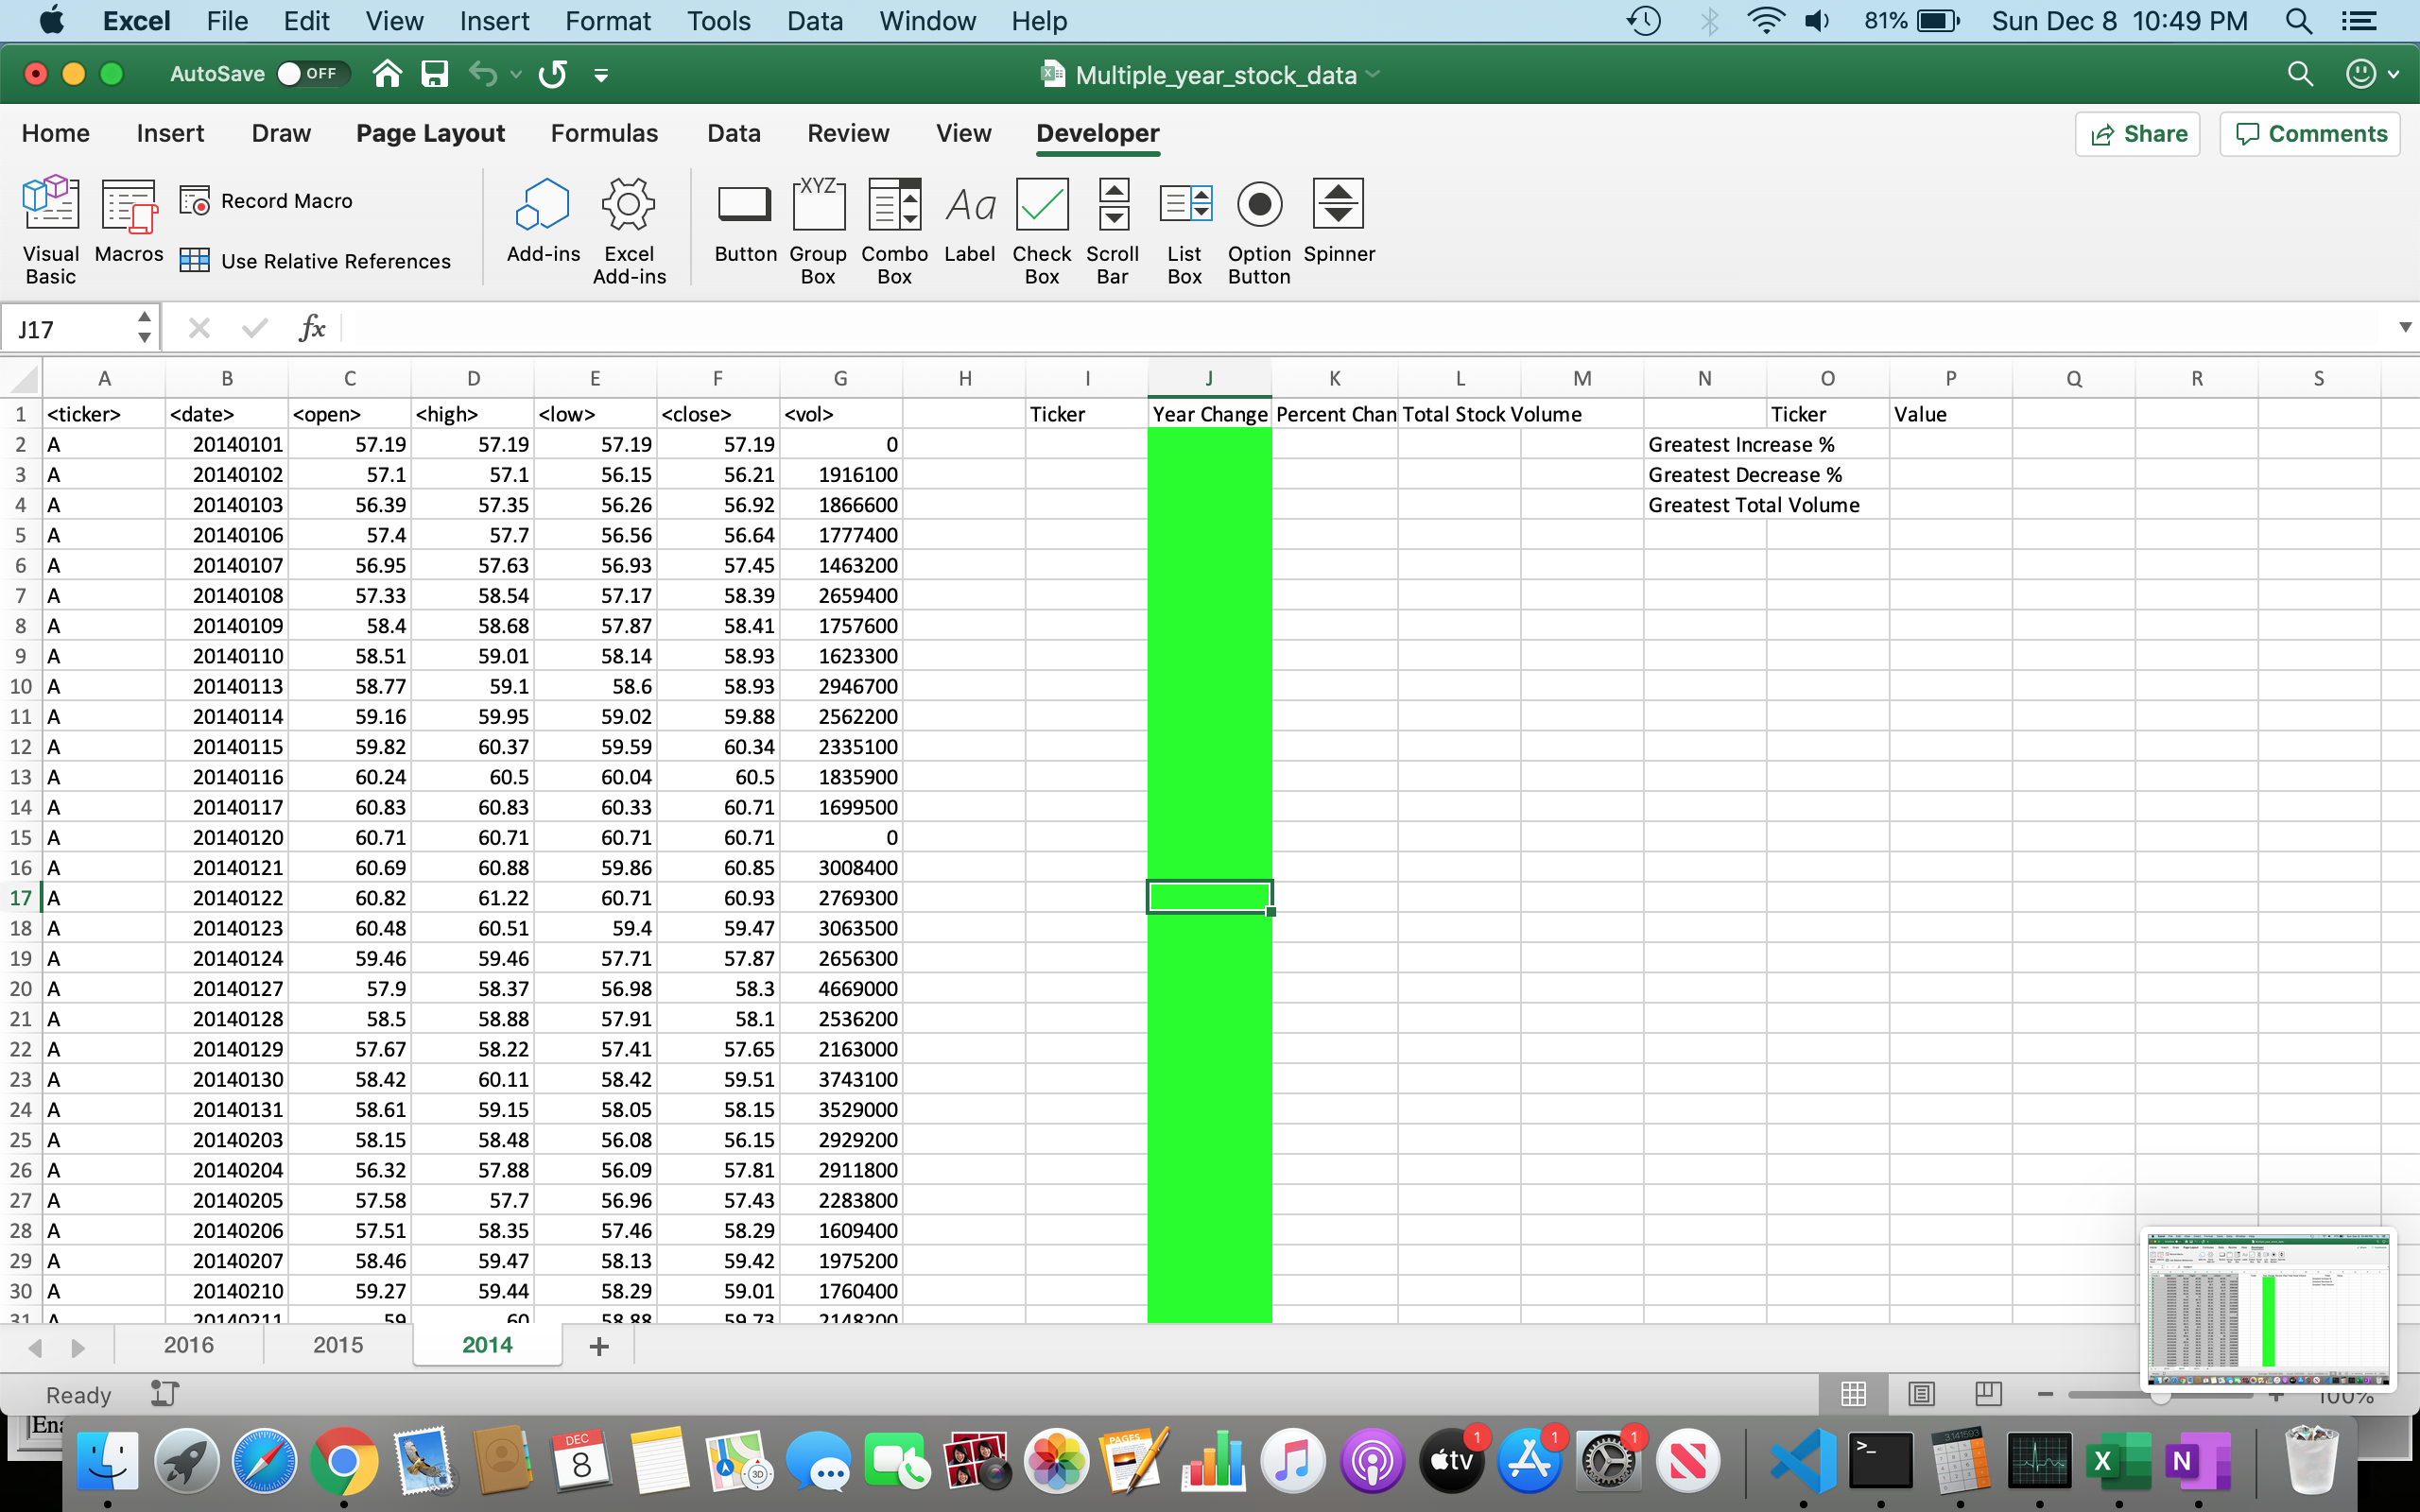 Excel File Edit View Insert Format Tools Data Window Help 81% Sun Dec 8 10:49 PM
AutoSave OFF Multiple_year_stock_data
Home Insert Draw Page Layout Formulas Data Review View Developer Share Comments
Visual Basic Macros Record Macro Use Relative References Add-ins Excel Add-ins Button XYZ Group Box Combo Box Aa Label Check Box Scroll Bar List Box Option Button Spinner
J17 fx
A B C D E F G H I J K L M N O P Q R S
1 <ticker> <date> <open> <high> <low> <close> <vol> Ticker Year Change Percent Chan Total Stock Volume Ticker Value
2 A 20140101 57.19 57.19 57.19 57.19 0 Greatest Increase %
3 A 20140102 57.1 57.1 56.15 56.21 1916100 Greatest Decrease %
4 A 20140103 56.39 57.35 56.26 56.92 1866600 Greatest Total Volume
5 A 20140106 57.4 57.7 56.56 56.64 1777400
6 A 20140107 56.95 57.63 56.93 57.45 1463200
7 A 20140108 57.33 58.54 57.17 58.39 2659400
8 A 20140109 58.4 58.68 57.87 58.41 1757600
9 A 20140110 58.51 59.01 58.14 58.93 1623300
10 A 20140113 58.77 59.1 58.6 58.93 2946700
11 A 20140114 59.16 59.95 59.02 59.88 2562200
12 A 20140115 59.82 60.37 59.59 60.34 2335100
13 A 20140116 60.24 60.5 60.04 60.5 1835900
14 A 20140117 60.83 60.83 60.33 60.71 1699500
15 A 20140120 60.71 60.71 60.71 60.71 0
16 A 20140121 60.69 60.88 59.86 60.85 3008400
17 A 20140122 60.82 61.22 60.71 60.93 2769300
18 A 20140123 60.48 60.51 59.4 59.47 3063500
19 A 20140124 59.46 59.46 57.71 57.87 2656300
20 A 20140127 57.9 58.37 56.98 58.3 4669000
21 A 20140128 58.5 58.88 57.91 58.1 2536200
22 A 20140129 57.67 58.22 57.41 57.65 2163000
23 A 20140130 58.42 60.11 58.42 59.51 3743100
24 A 20140131 58.61 59.15 58.05 58.15 3529000
25 A 20140203 58.15 58.48 56.08 56.15 2929200
26 A 20140204 56.32 57.88 56.09 57.81 2911800
27 A 20140205 57.58 57.7 56.96 57.43 2283800
28 A 20140206 57.51 58.35 57.46 58.29 1609400
29 A 20140207 58.46 59.47 58.13 59.42 1975200
30 A 20140210 59.27 59.44 58.29 59.01 1760400
31 A 20140211 59 60 58.88 59.73 2148200
2016 2015 2014
Ready 100%
Ena
DEC 8 3D PAGES tv 1 1 1 N >_ 3141593 X N